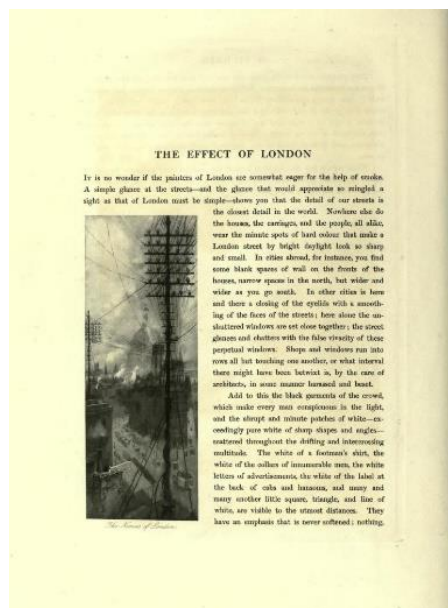 THE EFFECT OF LONDON
IT is no wonder if the painters of London are somewhat eager for the help of smoke.
A simple glance at the streets—and the glance that would appreciate so mingled a
sight as that of London must be simple—shows you that the detail of our streets is
the closest detail in the world. Nowhere else do
the houses, the carriages, and the people, all alike,
wear the minute spots of hard colour that make a
London street by bright daylight look so sharp
and small. In cities abroad, for instance, you find
some blank spaces of wall on the fronts of the
houses, narrow spaces in the north, but wider and
wider as you go south. In other cities is here
and there a closing of the eyelids with a smooth-
ing of the faces of the streets; here alone the un-
shuttered windows are set close together; the street
glances and chatters with the false vivacity of these
perpetual windows. Shops and windows run into
rows all but touching one another, or what interval
there might have been betwixt is, by the care of
architects, in some manner harassed and beset.
Add to this the black garments of the crowd,
which make every man conspicuous in the light,
and the abrupt and minute patches of white—ex-
ceedingly pure white of sharp shapes and angles—
scattered throughout the drifting and intercrossing
multitude. The white of a footman's shirt, the
white of the collars of innumerable men, the white
letters of advertisements, the white of the label at
the back of cabs and hansoms, and many and
many another little square, triangle, and line of
white, are visible to the utmost distances. They
have an emphasis that is never softened; nothing,
The of London